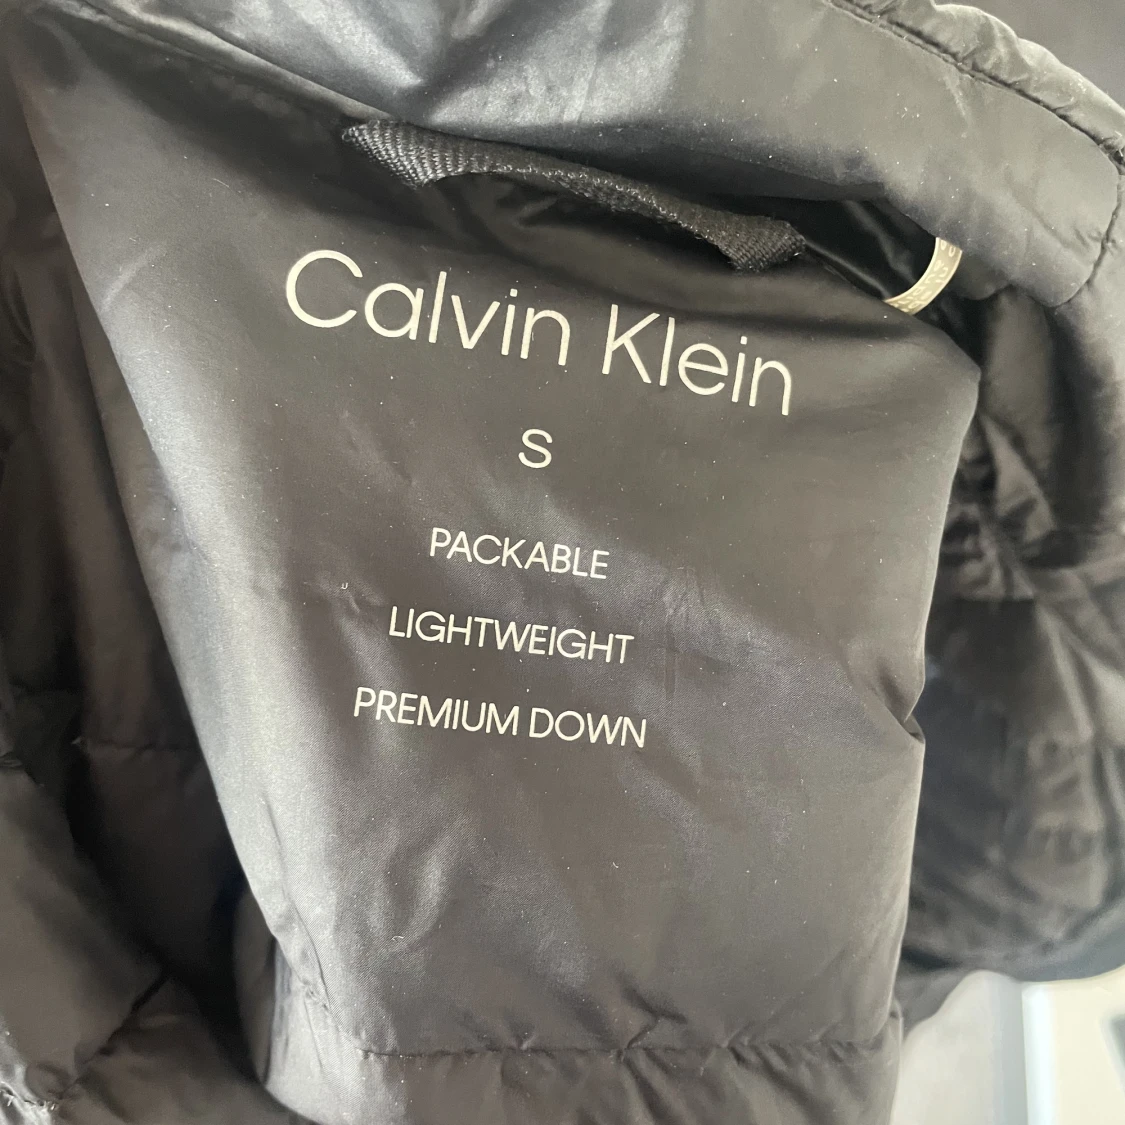 Calvin Klein
S
PACKABLE
LIGHTWEIGHT
PREMIUM DOWN